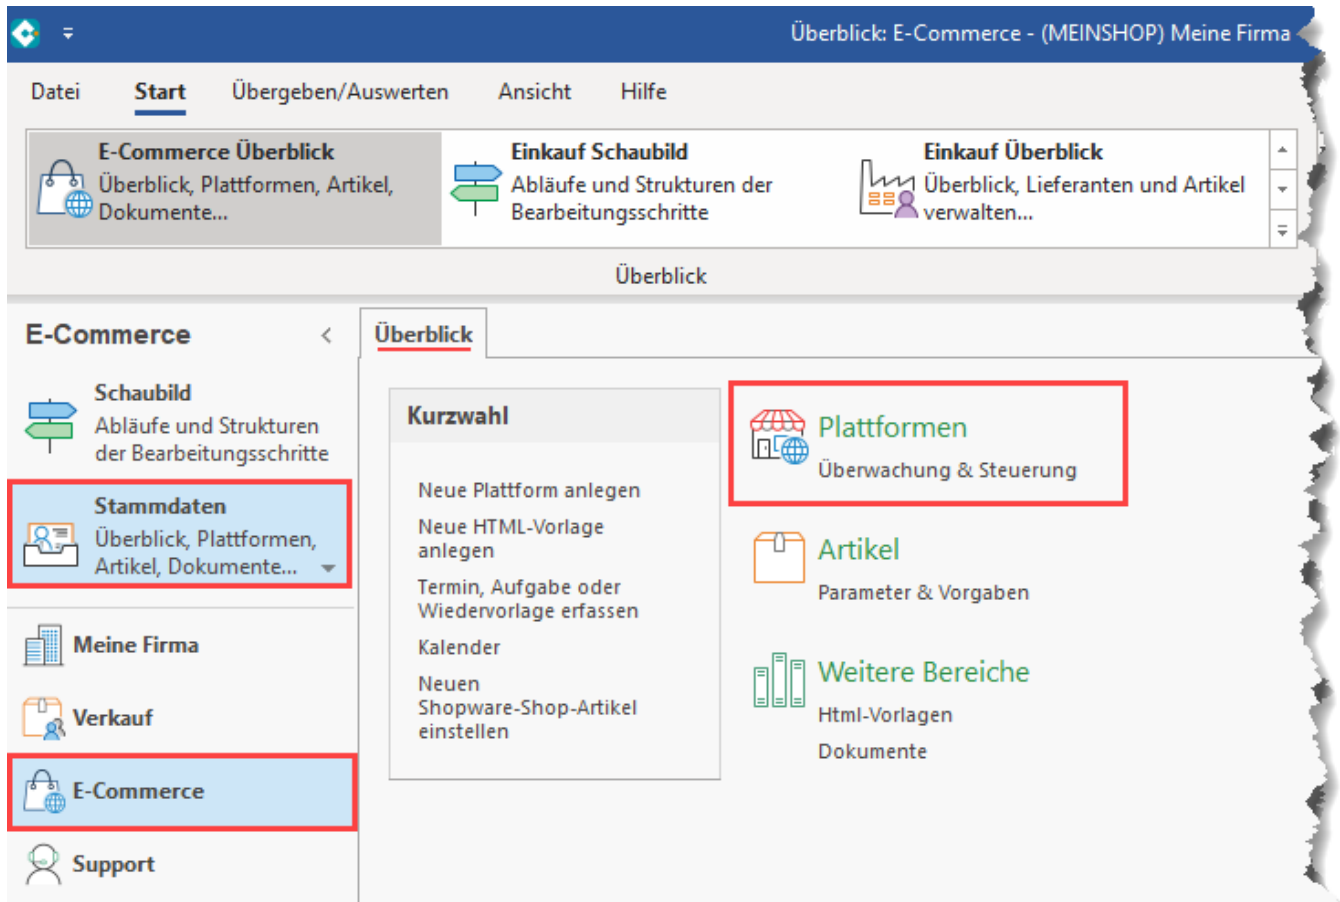 Überblick: E-Commerce - (MEINSHOP) Meine Firma
Datei Start Übergeben/Auswerten Ansicht Hilfe
E-Commerce Überblick
Überblick, Plattformen, Artikel,
Dokumente...
Einkauf Schaubild
Abläufe und Strukturen der
Bearbeitungsschritte
Einkauf Überblick
Überblick, Lieferanten und Artikel
verwalten...
Überblick
E-Commerce
Schaubild
Abläufe und Strukturen
der Bearbeitungsschritte
Stammdaten
Überblick, Plattformen,
Artikel, Dokumente...
Meine Firma
Verkauf
E-Commerce
Support
Überblick
Kurzwahl
Neue Plattform anlegen
Neue HTML-Vorlage
anlegen
Termin, Aufgabe oder
Wiedervorlage erfassen
Kalender
Neuen
Shopware-Shop-Artikel
einstellen
Plattformen
Überwachung & Steuerung
Artikel
Parameter & Vorgaben
Weitere Bereiche
Html-Vorlagen
Dokumente